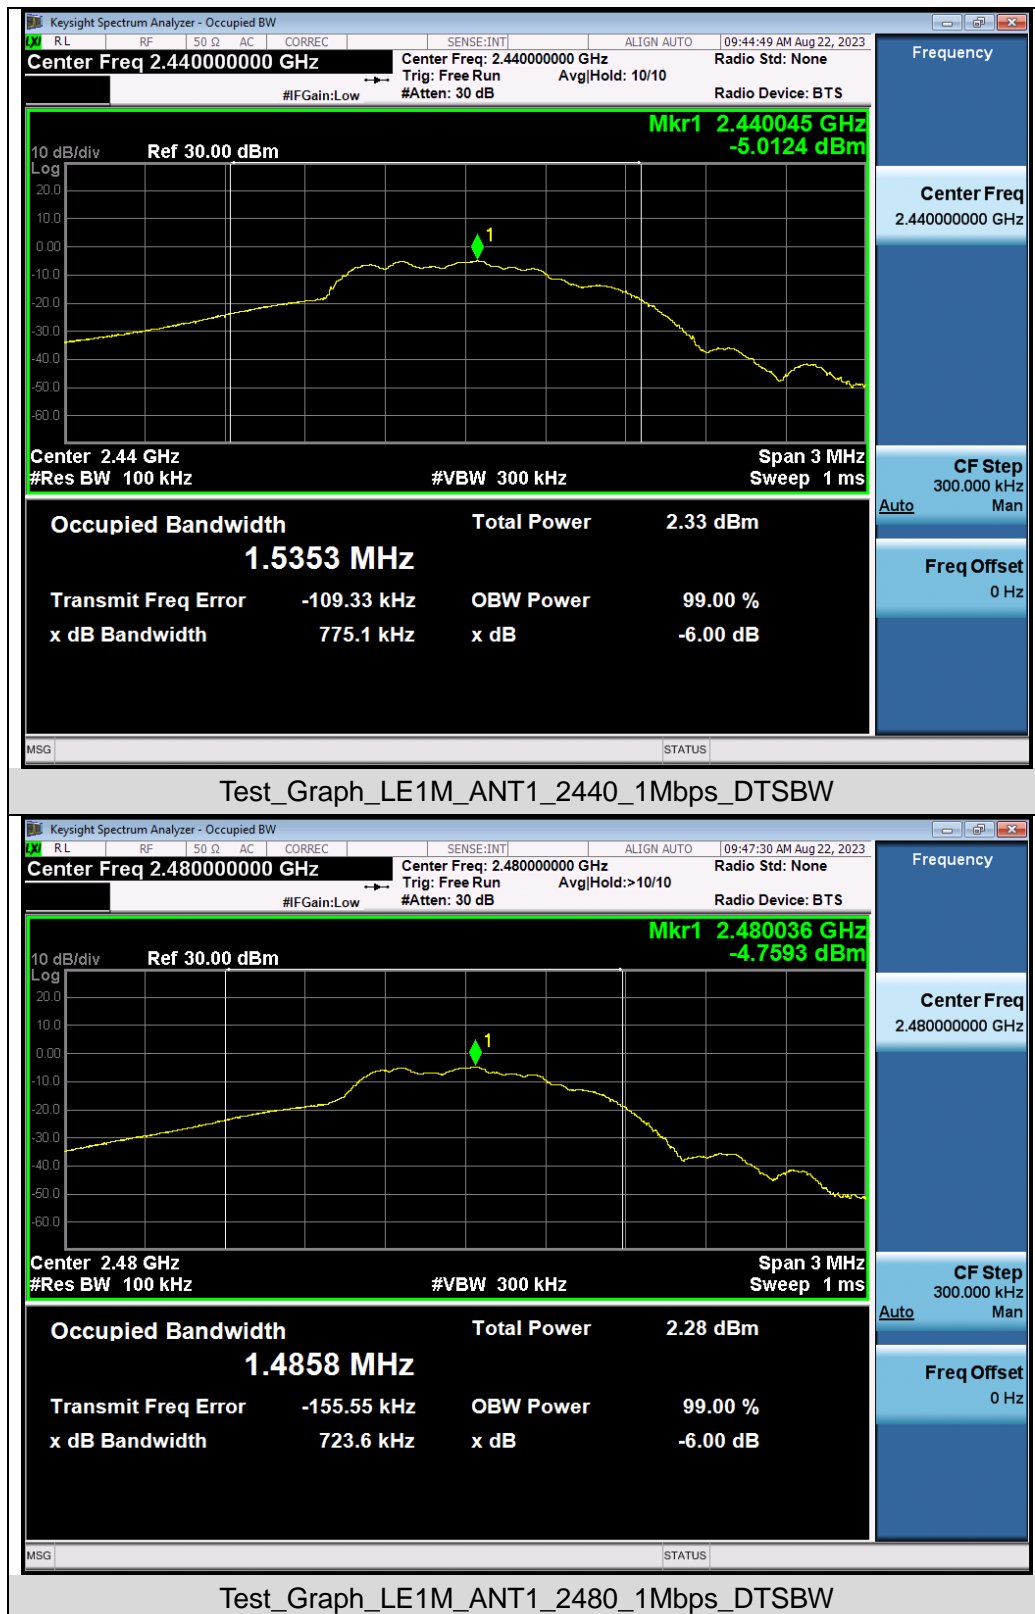 Keysight Spectrum Analyzer - Occupied BW
LXI RL RF 50 Ω AC CORREC SENSE:INT ALIGN AUTO 09:44:49 AM Aug 22, 2023
Center Freq 2.440000000 GHz
Center Freq: 2.440000000 GHz Radio Std: None
Trig: Free Run Avg|Hold: 10/10
#IFGain:Low #Atten: 30 dB Radio Device: BTS
Frequency
Mkr1 2.440045 GHz
-5.0124 dBm
10 dB/div Ref 30.00 dBm
Log
20.0
10.0
0.00
-10.0
-20.0
-30.0
-40.0
-50.0
-60.0
1
Center 2.44 GHz Span 3 MHz
#Res BW 100 kHz #VBW 300 kHz Sweep 1 ms
Center Freq
2.440000000 GHz
CF Step
300.000 kHz
Auto Man
Freq Offset
0 Hz
Occupied Bandwidth Total Power 2.33 dBm
1.5353 MHz
Transmit Freq Error -109.33 kHz OBW Power 99.00 %
x dB Bandwidth 775.1 kHz x dB -6.00 dB
MSG STATUS
Test_Graph_LE1M_ANT1_2440_1Mbps_DTSBW
Keysight Spectrum Analyzer - Occupied BW
LXI RL RF 50 Ω AC CORREC SENSE:INT ALIGN AUTO 09:47:30 AM Aug 22, 2023
Center Freq 2.480000000 GHz
Center Freq: 2.480000000 GHz Radio Std: None
Trig: Free Run Avg|Hold:>10/10
#IFGain:Low #Atten: 30 dB Radio Device: BTS
Frequency
Mkr1 2.480036 GHz
-4.7593 dBm
10 dB/div Ref 30.00 dBm
Log
20.0
10.0
0.00
-10.0
-20.0
-30.0
-40.0
-50.0
-60.0
1
Center 2.48 GHz Span 3 MHz
#Res BW 100 kHz #VBW 300 kHz Sweep 1 ms
Center Freq
2.480000000 GHz
CF Step
300.000 kHz
Auto Man
Freq Offset
0 Hz
Occupied Bandwidth Total Power 2.28 dBm
1.4858 MHz
Transmit Freq Error -155.55 kHz OBW Power 99.00 %
x dB Bandwidth 723.6 kHz x dB -6.00 dB
MSG STATUS
Test_Graph_LE1M_ANT1_2480_1Mbps_DTSBW